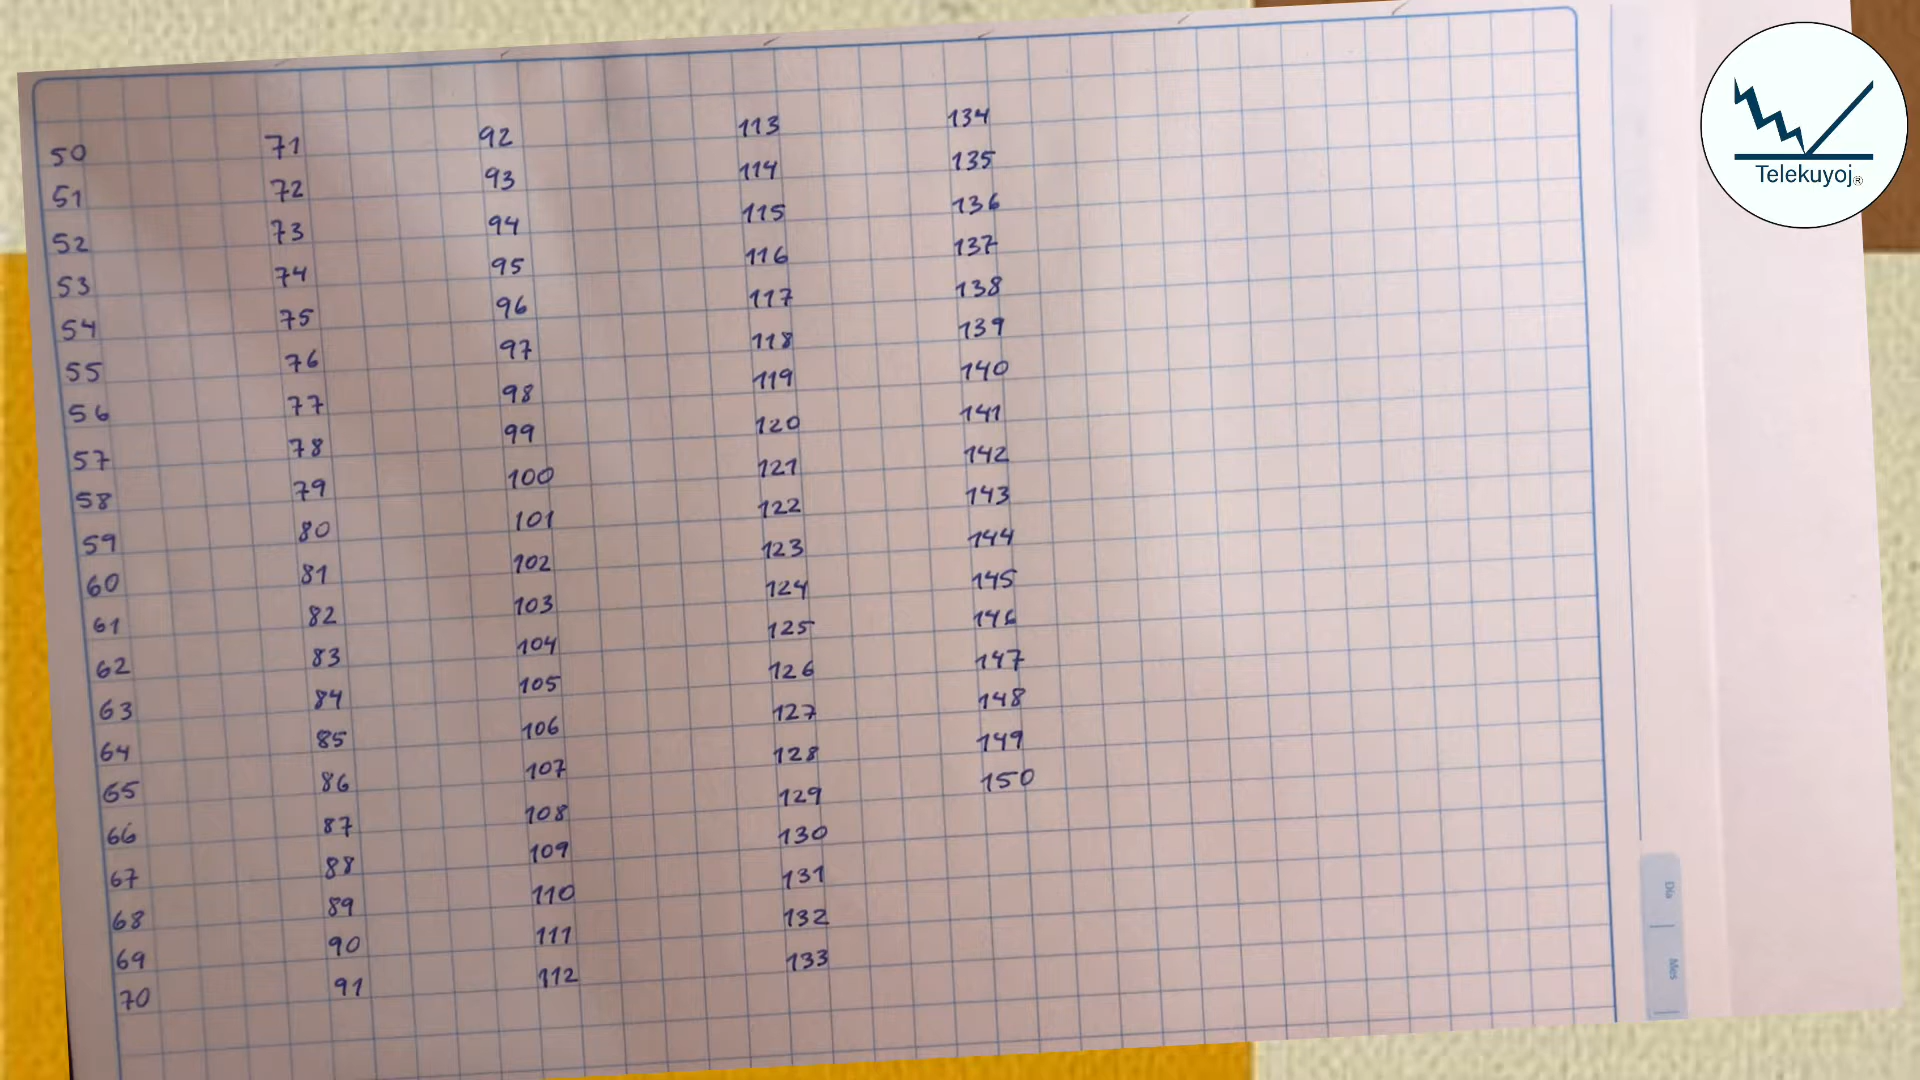 50 71 92 113 134
51 72 93 114 135
52 73 94 115 136
53 74 95 116 137
54 75 96 117 138
55 76 97 118 139
56 77 98 119 140
57 78 99 120 141
58 79 100 121 142
59 80 101 122 143
60 81 102 123 144
61 82 103 124 145
62 83 104 125 146
63 84 105 126 147
64 85 106 127 148
65 86 107 128 149
66 87 108 129 150
67 88 109 130
68 89 110 131
69 90 111 132
70 91 112 133
Telekuyoj®
Día
Mes